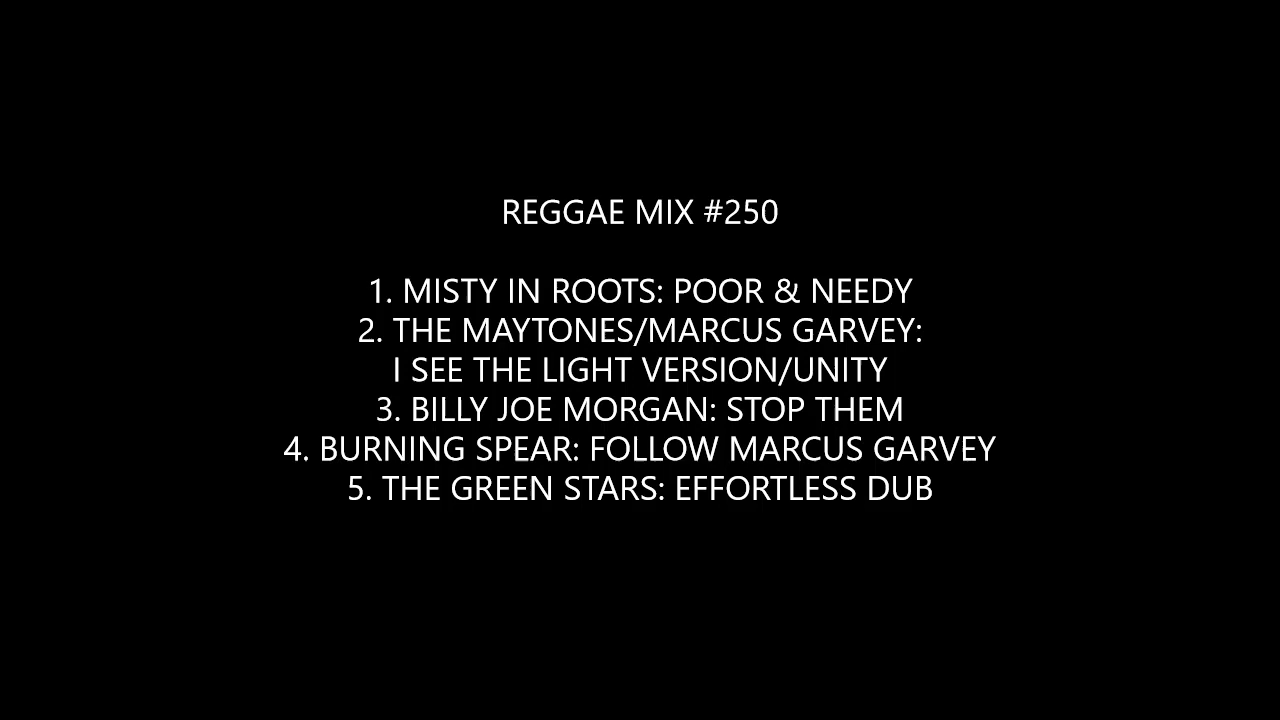 REGGAE MIX #250
1. MISTY IN ROOTS: POOR & NEEDY
2. THE MAYTONES/MARCUS GARVEY:
I SEE THE LIGHT VERSION/UNITY
3. BILLY JOE MORGAN: STOP THEM
4. BURNING SPEAR: FOLLOW MARCUS GARVEY
5. THE GREEN STARS: EFFORTLESS DUB